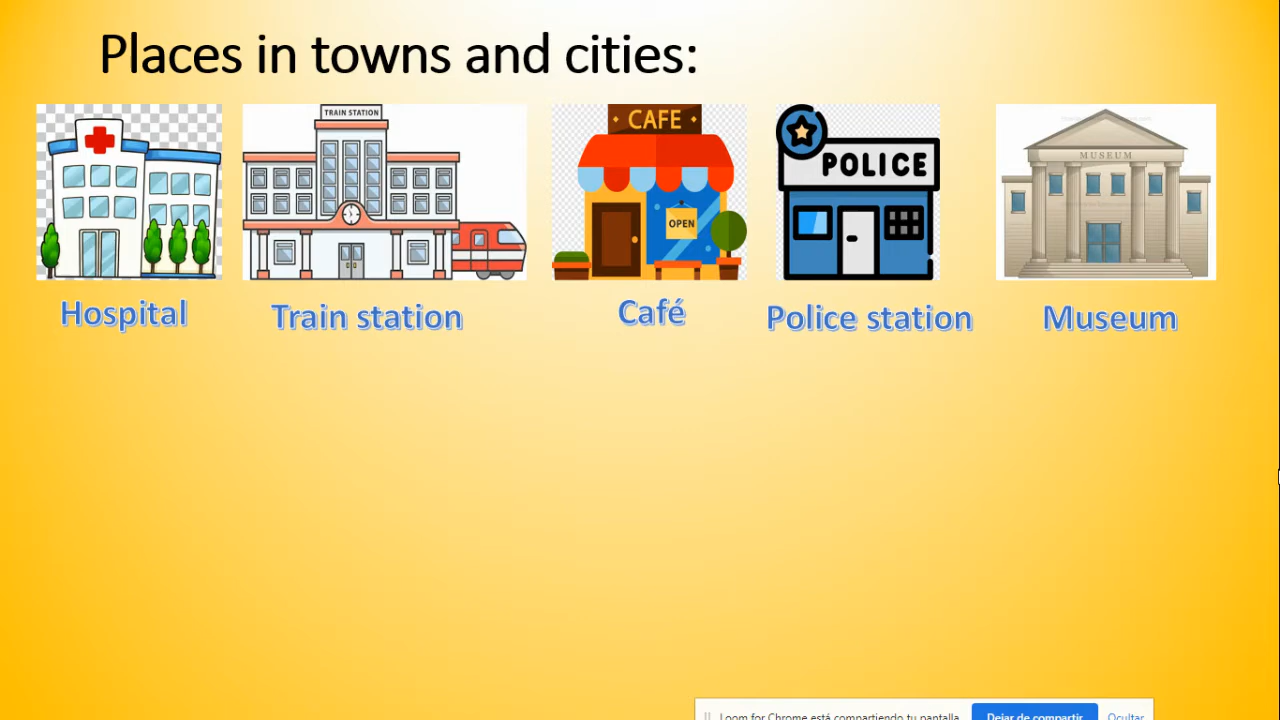 Places in towns and cities:
TRAIN STATION
CAFE
OPEN
POLICE
MUSEUM
Hospital
Train station
Café
Police station
Museum
Loom for Chrome está compartiendo tu pantalla.
Dejar de compartir
Ocultar